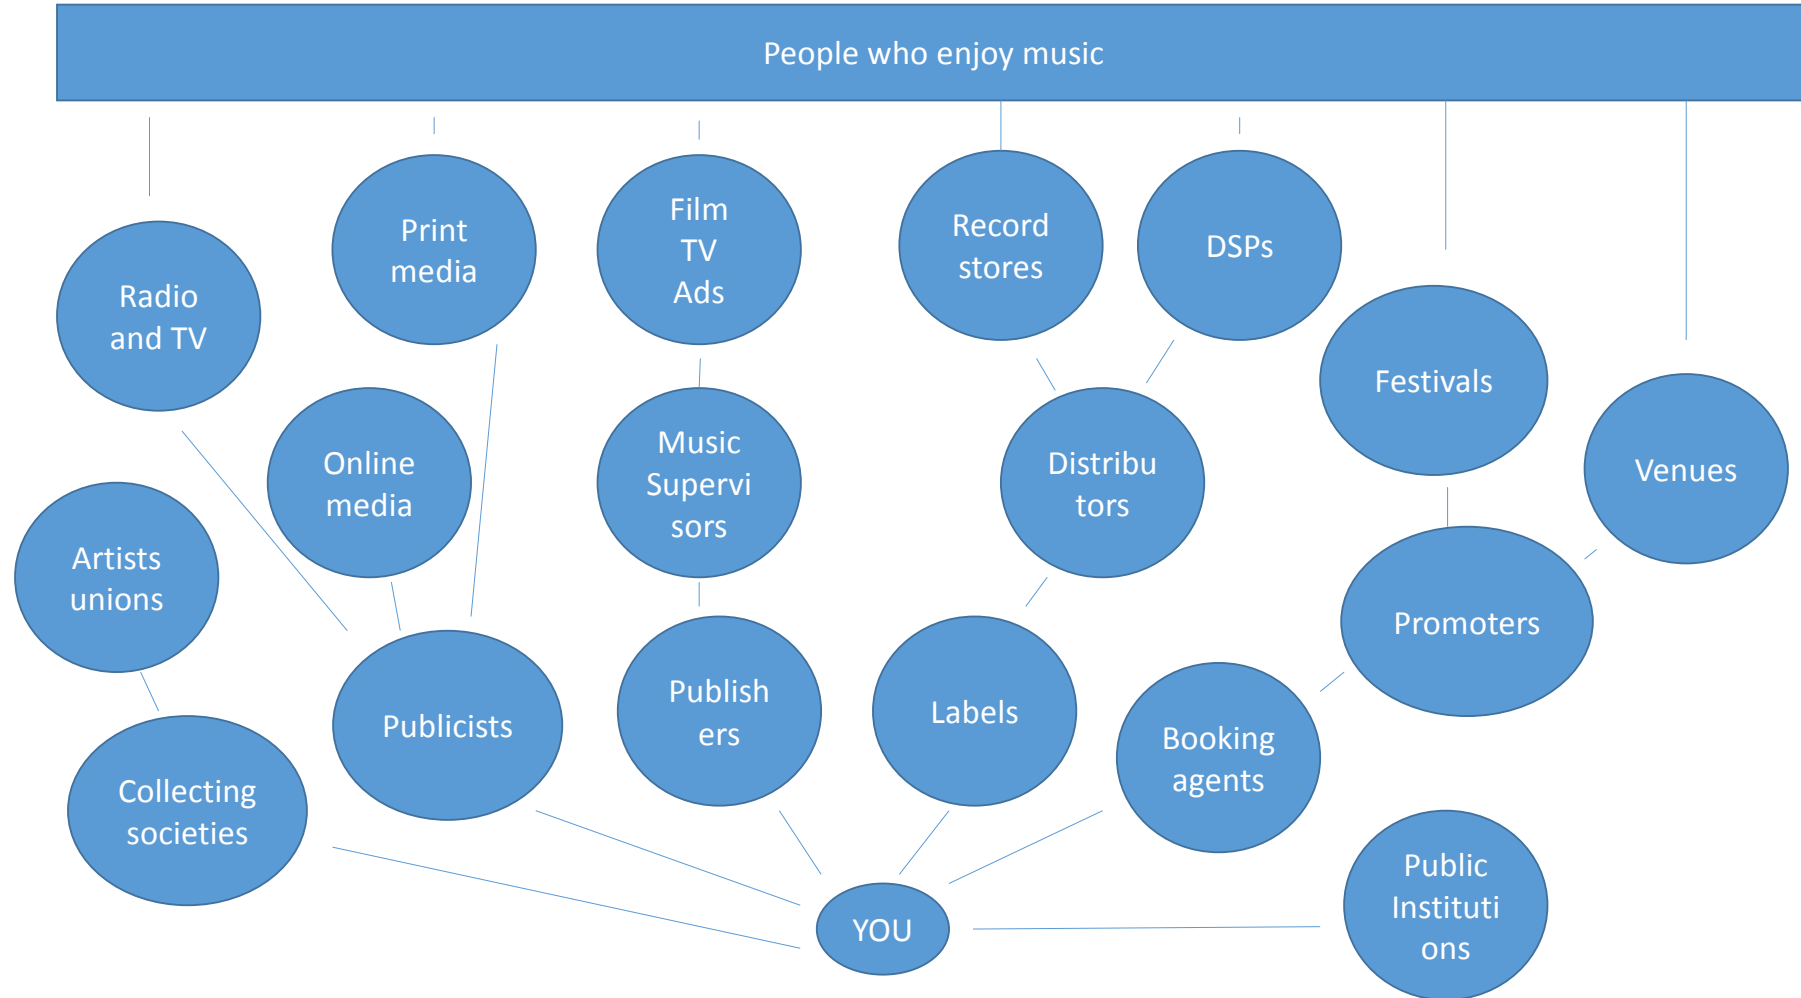 People who enjoy music
Radio
and TV
Print
media
Film
TV
Ads
Record
stores
DSPs
Festivals
Venues
Online
media
Music
Supervi
sors
Distribu
tors
Artists
unions
Promoters
Collecting
societies
Publicists
Publish
ers
Labels
Booking
agents
YOU
Public
Instituti
ons